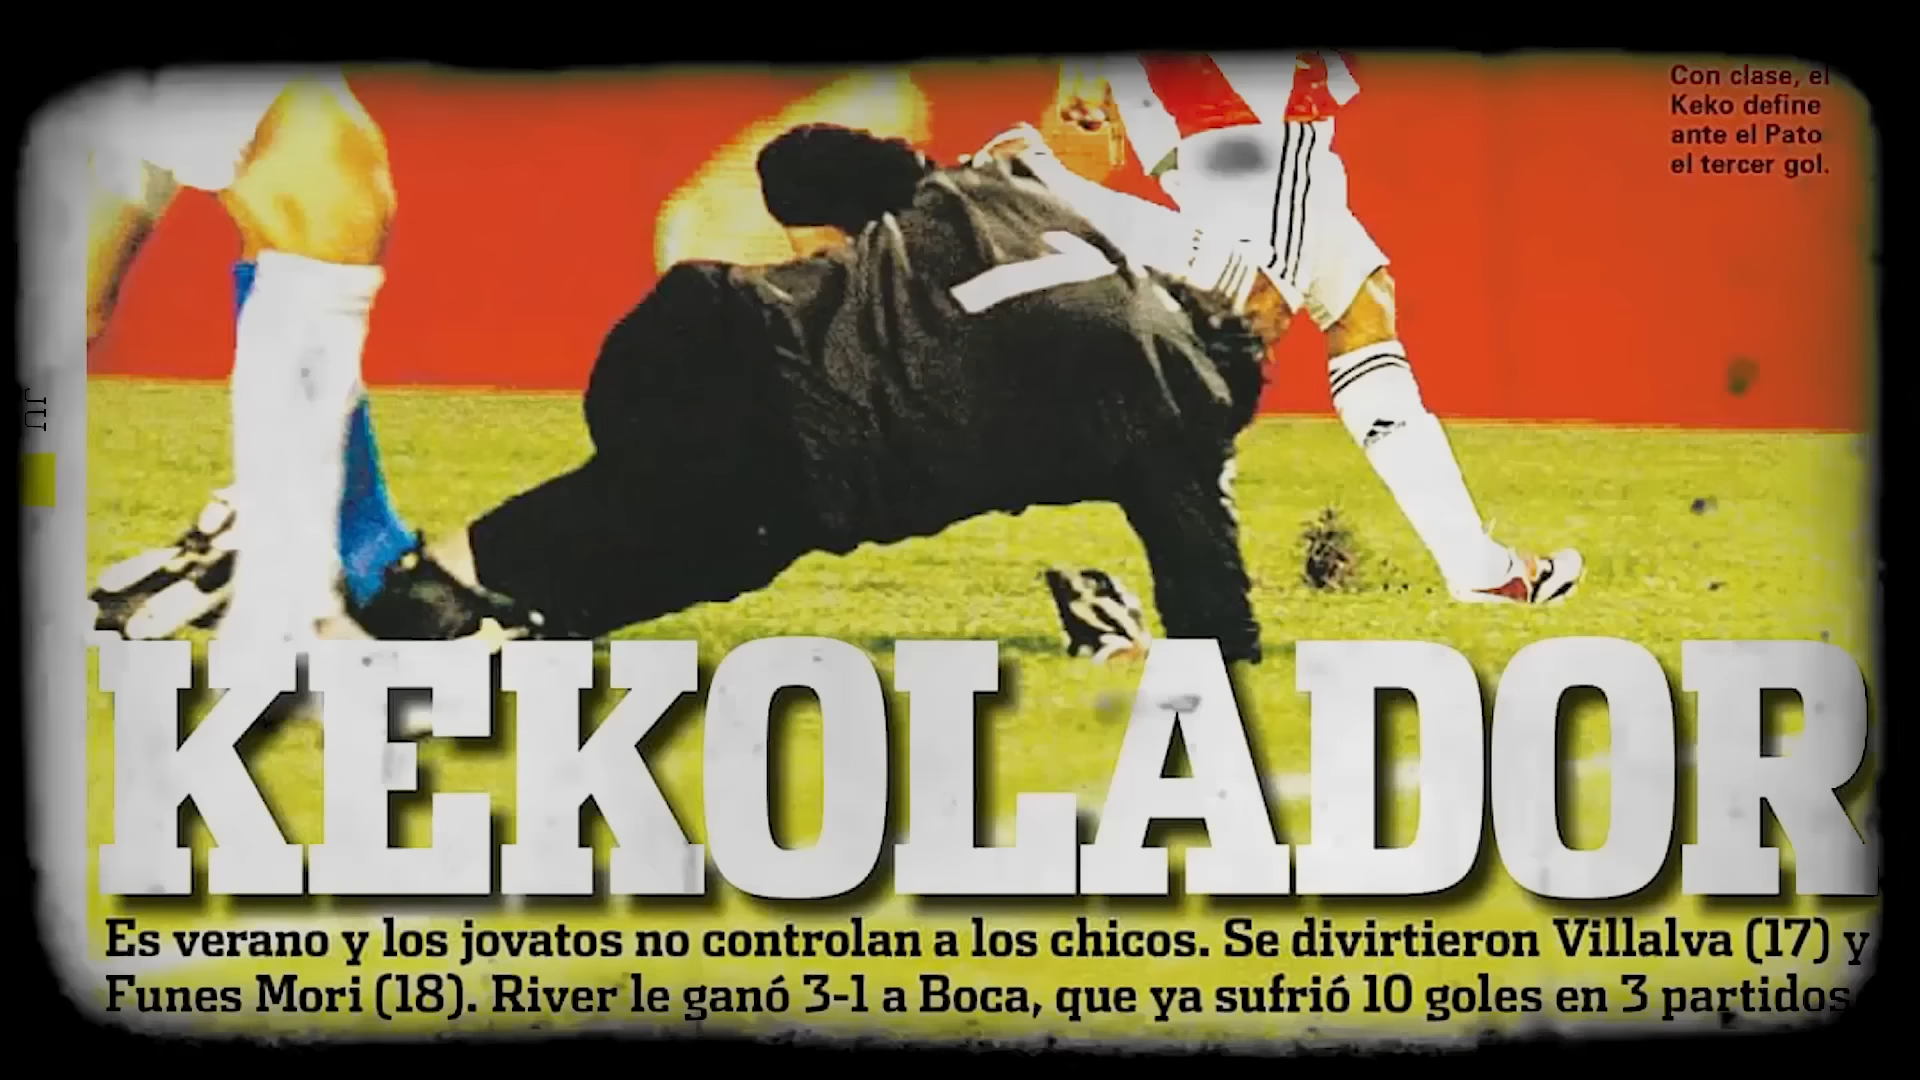 Con clase, el
Keko define
ante el Pato
el tercer gol.
JU
KEKOLADOR
Es verano y los jovatos no controlan a los chicos. Se divirtieron Villalva (17) y
Funes Mori (18). River le ganó 3-1 a Boca, que ya sufrió 10 goles en 3 partidos